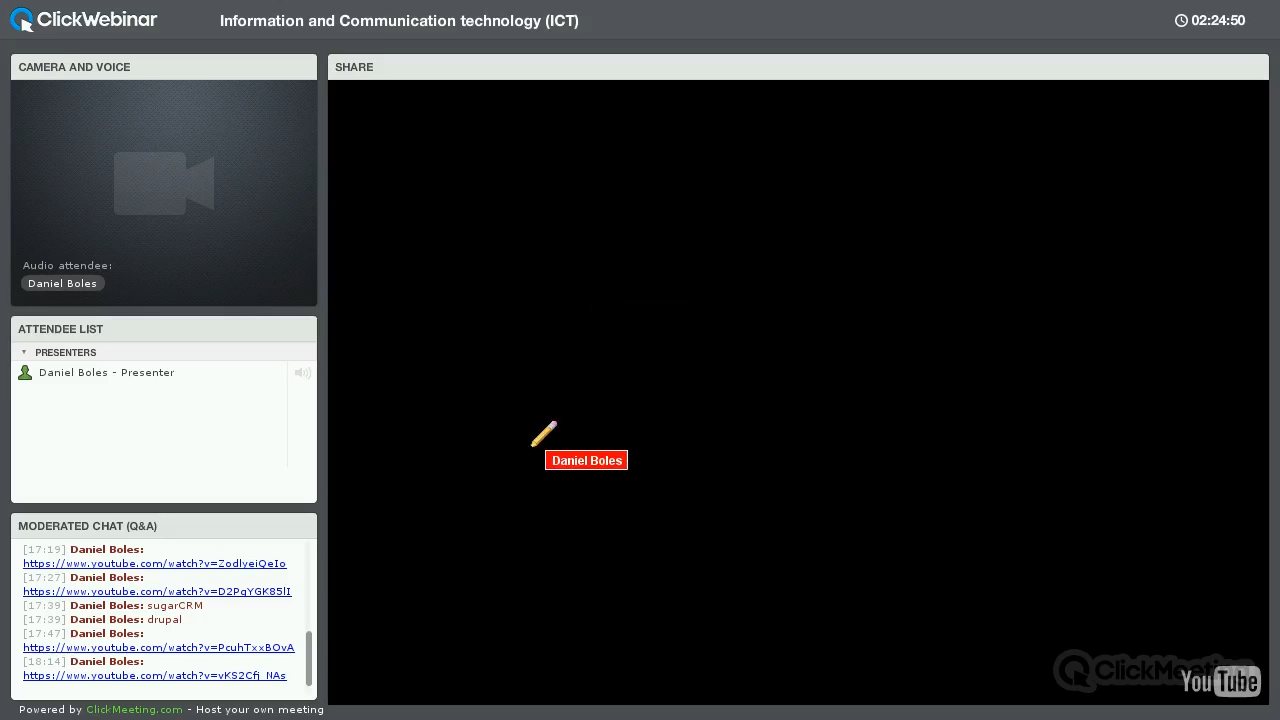 ClickWebinar
Information and Communication technology (ICT)
02:24:50
CAMERA AND VOICE
SHARE
Audio attendee:
Daniel Boles
ATTENDEE LIST
PRESENTERS
Daniel Boles - Presenter
Daniel Boles
MODERATED CHAT (Q&A)
[17:19] Daniel Boles:
https://www.youtube.com/watch?v=ZodlyeiQeIo
[17:27] Daniel Boles:
https://www.youtube.com/watch?v=D2PqYGK85lI
[17:39] Daniel Boles: sugarCRM
[17:39] Daniel Boles: drupal
[17:47] Daniel Boles:
https://www.youtube.com/watch?v=PcuhTxxBOvA
[18:14] Daniel Boles:
https://www.youtube.com/watch?v=vKS2Cfj_NAs
ClickMeeting
YouTube
Powered by ClickMeeting.com - Host your own meeting